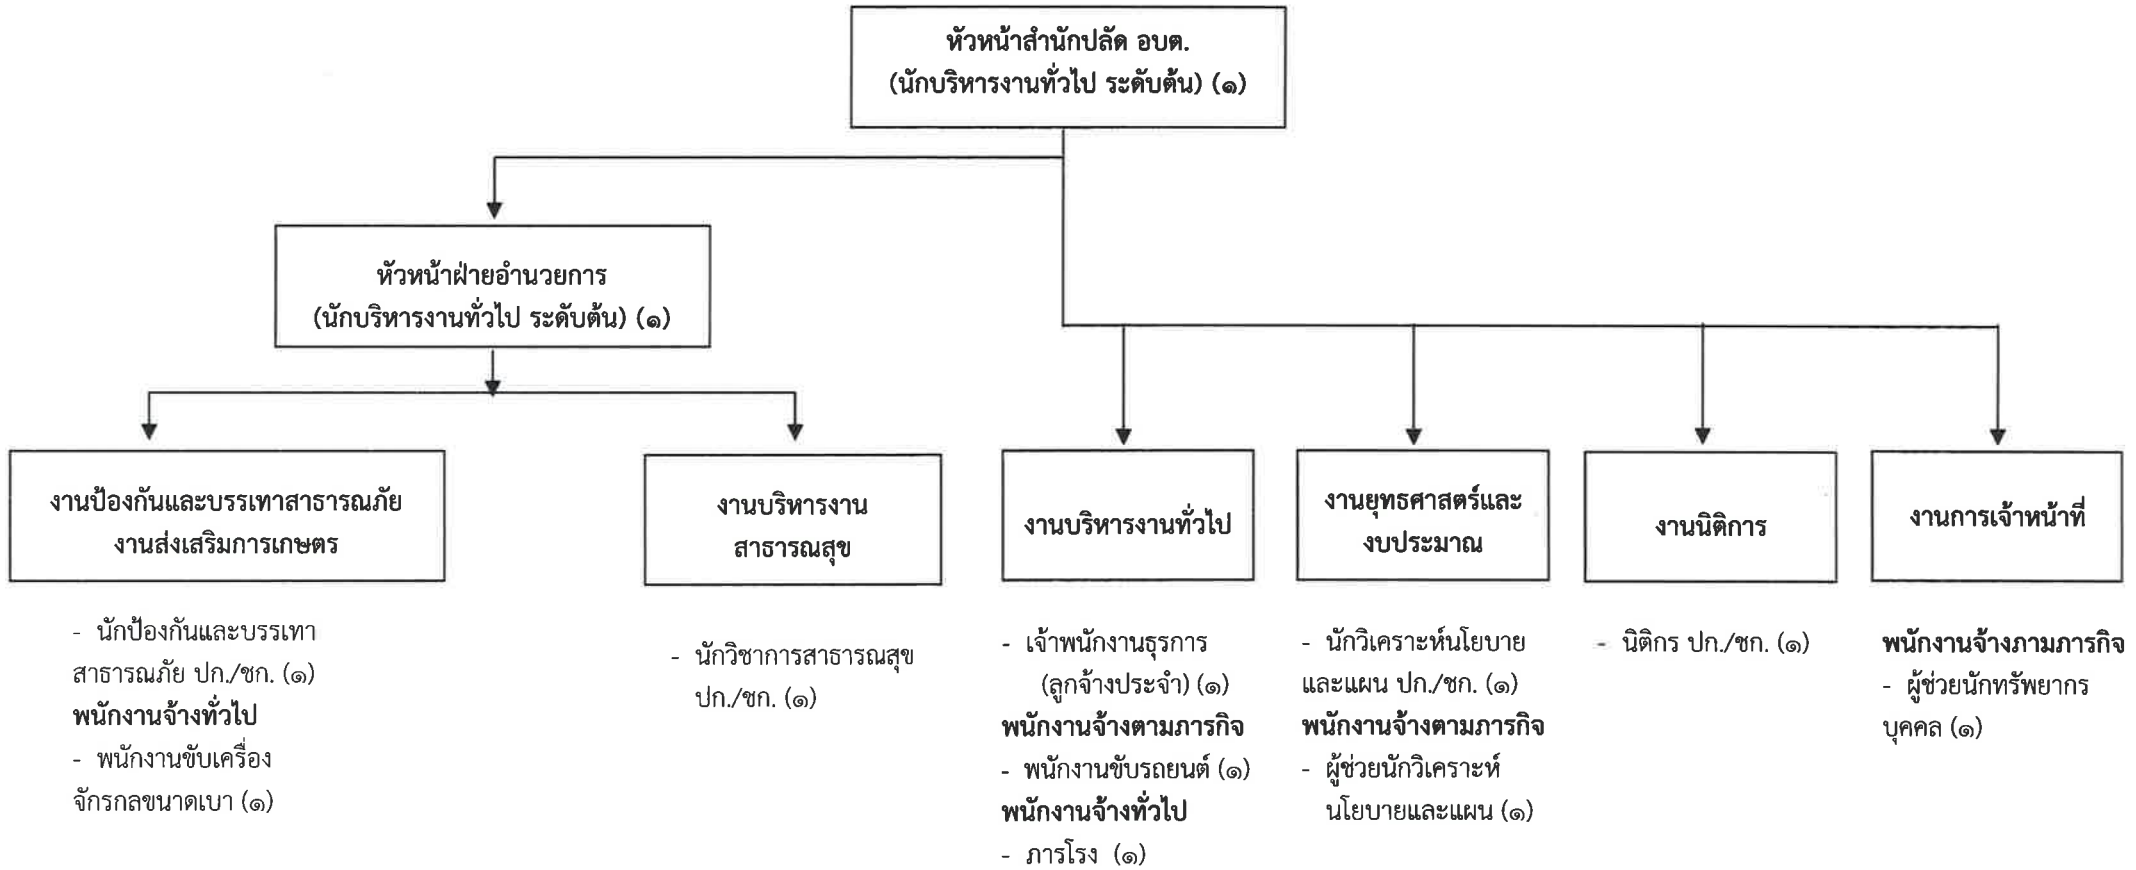 หัวหน้าสำนักปลัด อบต.
(นักบริหารงานทั่วไป ระดับต้น) (๑)
หัวหน้าฝ่ายอำนวยการ
(นักบริหารงานทั่วไป ระดับต้น) (๑)
งานป้องกันและบรรเทาสาธารณภัย
งานส่งเสริมการเกษตร
- นักป้องกันและบรรเทา
สาธารณภัย ปก./ชก. (๑)
พนักงานจ้างทั่วไป
- พนักงานขับเครื่อง
จักรกลขนาดเบา (๑)
งานบริหารงาน
สาธารณสุข
- นักวิชาการสาธารณสุข
ปก./ชก. (๑)
งานบริหารงานทั่วไป
- เจ้าพนักงานธุรการ
(ลูกจ้างประจำ) (๑)
พนักงานจ้างตามภารกิจ
- พนักงานขับรถยนต์ (๑)
พนักงานจ้างทั่วไป
- ภารโรง (๑)
งานยุทธศาสตร์และ
งบประมาณ
- นักวิเคราะห์นโยบาย
และแผน ปก./ชก. (๑)
พนักงานจ้างตามภารกิจ
- ผู้ช่วยนักวิเคราะห์
นโยบายและแผน (๑)
งานนิติการ
- นิติกร ปก./ชก. (๑)
งานการเจ้าหน้าที่
พนักงานจ้างภามภารกิจ
- ผู้ช่วยนักทรัพยากร
บุคคล (๑)